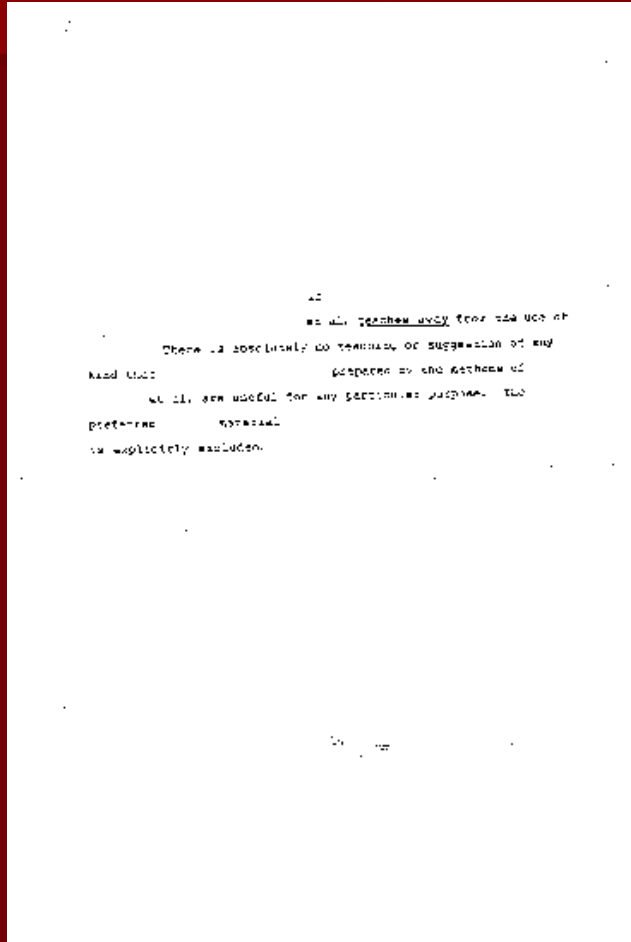 if
et al. teaches away from the use of
There is absolutely no teaching or suggestion of any
kind that prepared by the methods of
et al. are useful for any particular purpose. The
preferred material
is explicitly excluded.